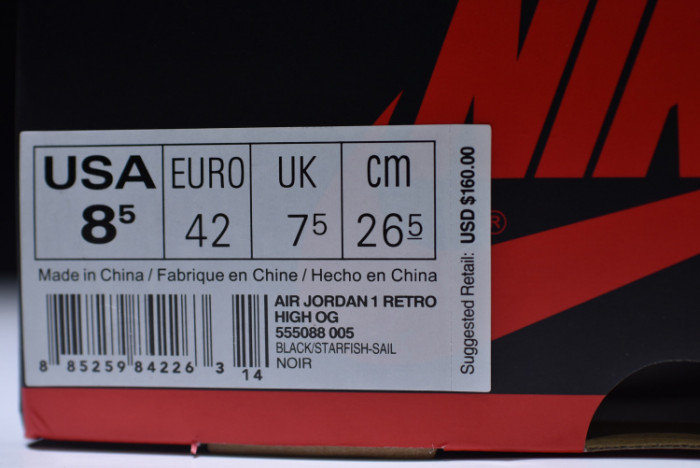 NIKE
®
USA EURO UK cm
8⁵ 42 7⁵ 26⁵
Made in China / Fabrique en Chine / Hecho en China
AIR JORDAN 1 RETRO
HIGH OG
555088 005
BLACK/STARFISH-SAIL
NOIR
8 85259 84226 3 14
Suggested Retail: USD $160.00